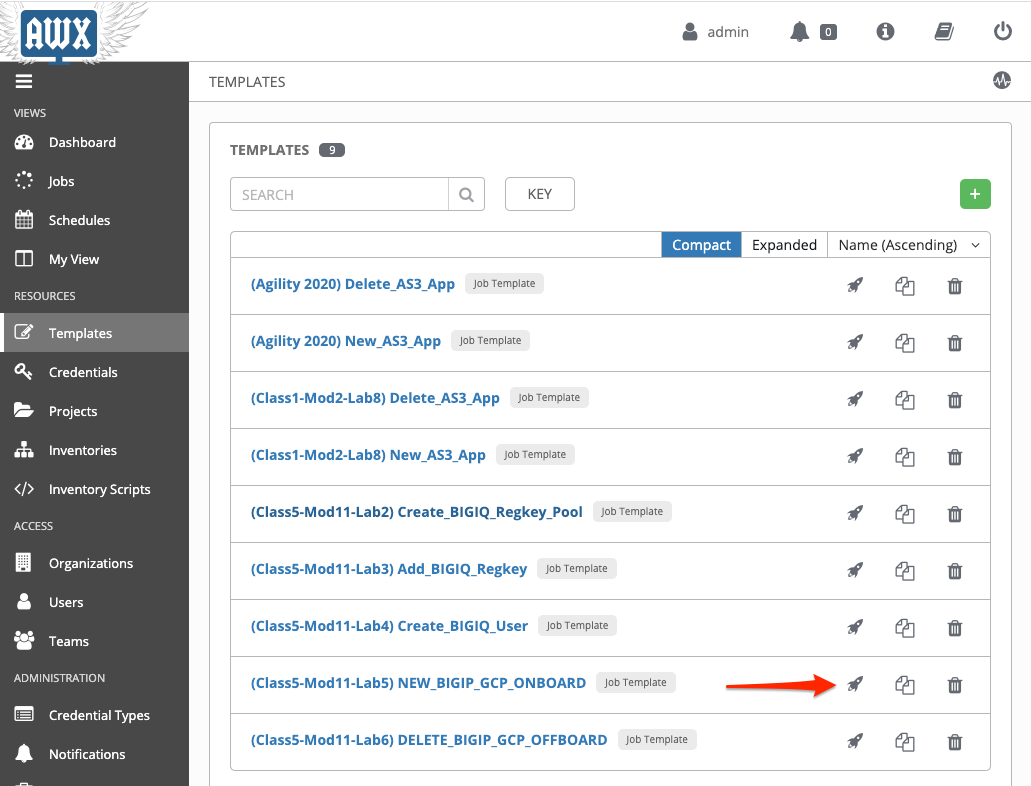 AWX
admin
0
TEMPLATES
VIEWS
Dashboard
Jobs
Schedules
My View
RESOURCES
Templates
Credentials
Projects
Inventories
Inventory Scripts
ACCESS
Organizations
Users
Teams
ADMINISTRATION
Credential Types
Notifications
TEMPLATES 9
SEARCH KEY +
Compact Expanded Name (Ascending)
(Agility 2020) Delete_AS3_App Job Template
(Agility 2020) New_AS3_App Job Template
(Class1-Mod2-Lab8) Delete_AS3_App Job Template
(Class1-Mod2-Lab8) New_AS3_App Job Template
(Class5-Mod11-Lab2) Create_BIGIQ_Regkey_Pool Job Template
(Class5-Mod11-Lab3) Add_BIGIQ_Regkey Job Template
(Class5-Mod11-Lab4) Create_BIGIQ_User Job Template
(Class5-Mod11-Lab5) NEW_BIGIP_GCP_ONBOARD Job Template
(Class5-Mod11-Lab6) DELETE_BIGIP_GCP_OFFBOARD Job Template